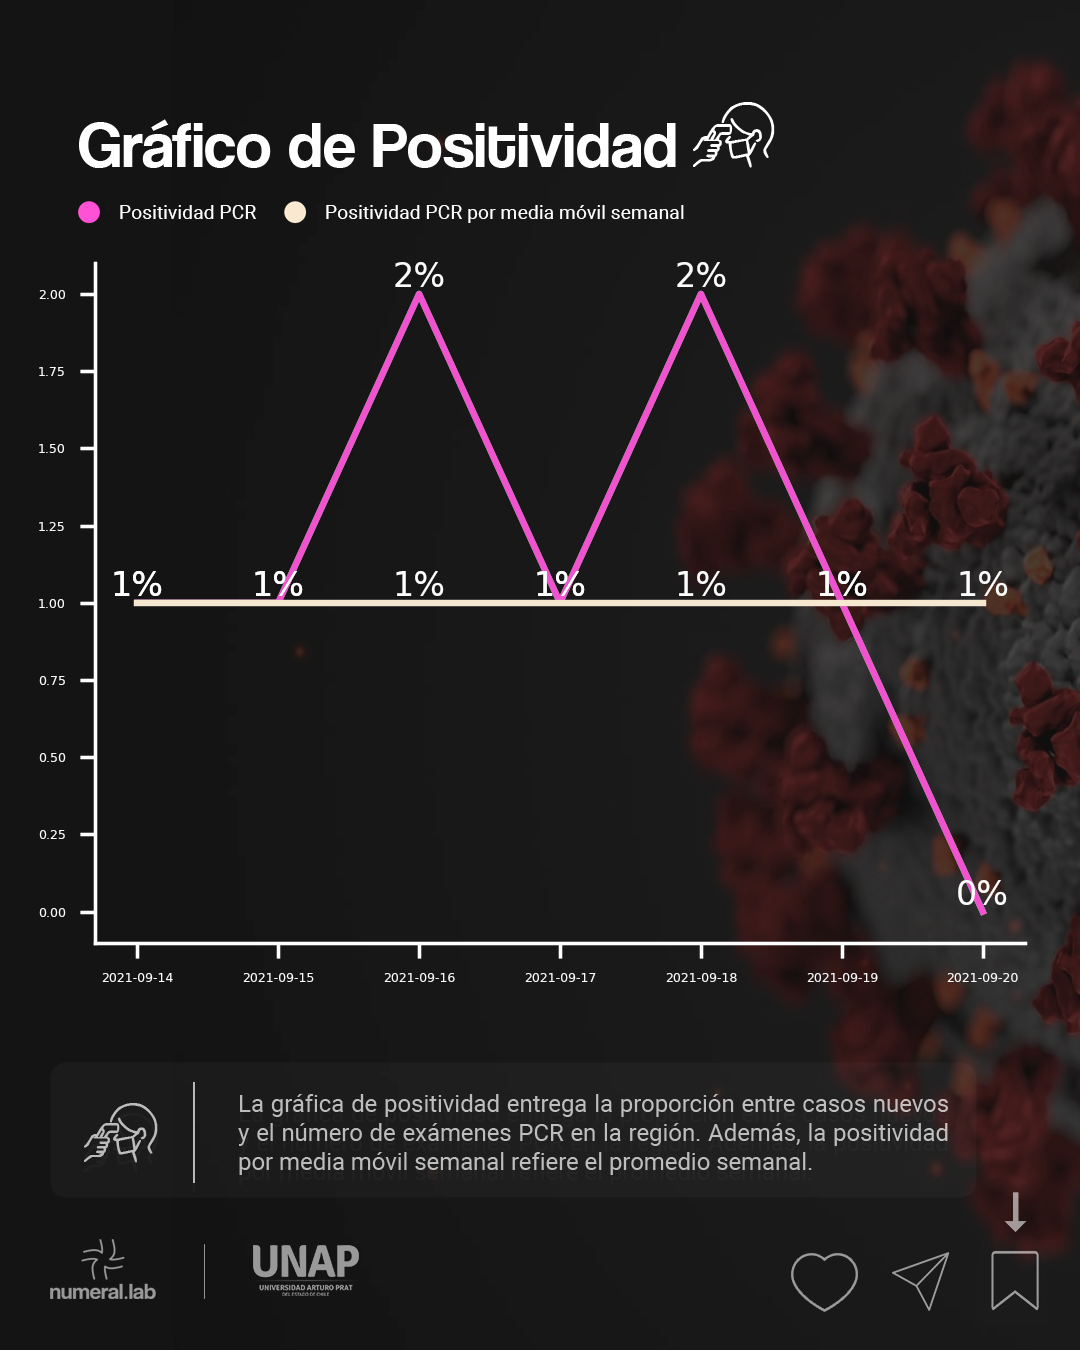 Gráfico de Positividad
Positividad PCR
Positividad PCR por media móvil semanal
2% 2%
2.00
1.75
1.50
1.25
1% 1% 1% 1% 1% 1% 1%
1.00
0.75
0.50
0.25
0%
0.00
2021-09-14 2021-09-15 2021-09-16 2021-09-17 2021-09-18 2021-09-19 2021-09-20
La gráfica de positividad entrega la proporción entre casos nuevos
y el número de exámenes PCR en la región. Además, la positividad
por media móvil semanal refiere el promedio semanal.
numeral.lab
UNAP
UNIVERSIDAD ARTURO PRAT
DEL ESTADO DE CHILE